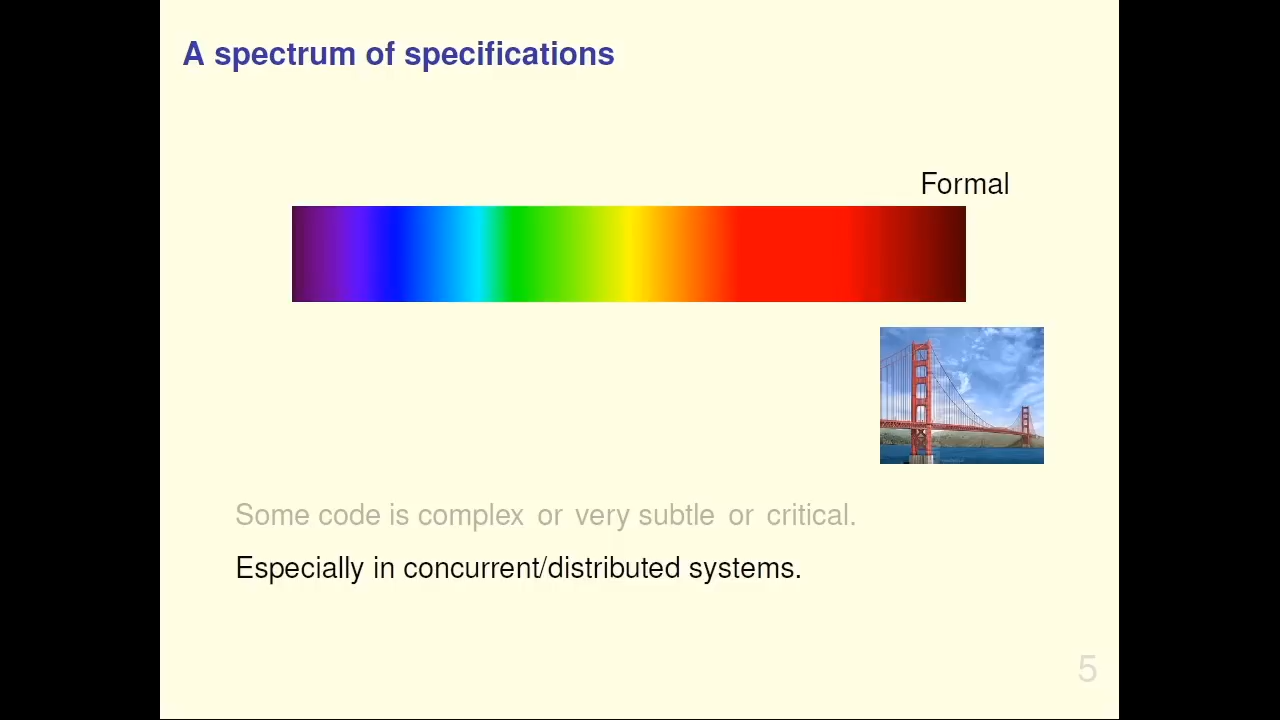 A spectrum of specifications
Formal
Some code is complex or very subtle or critical.
Especially in concurrent/distributed systems.
5